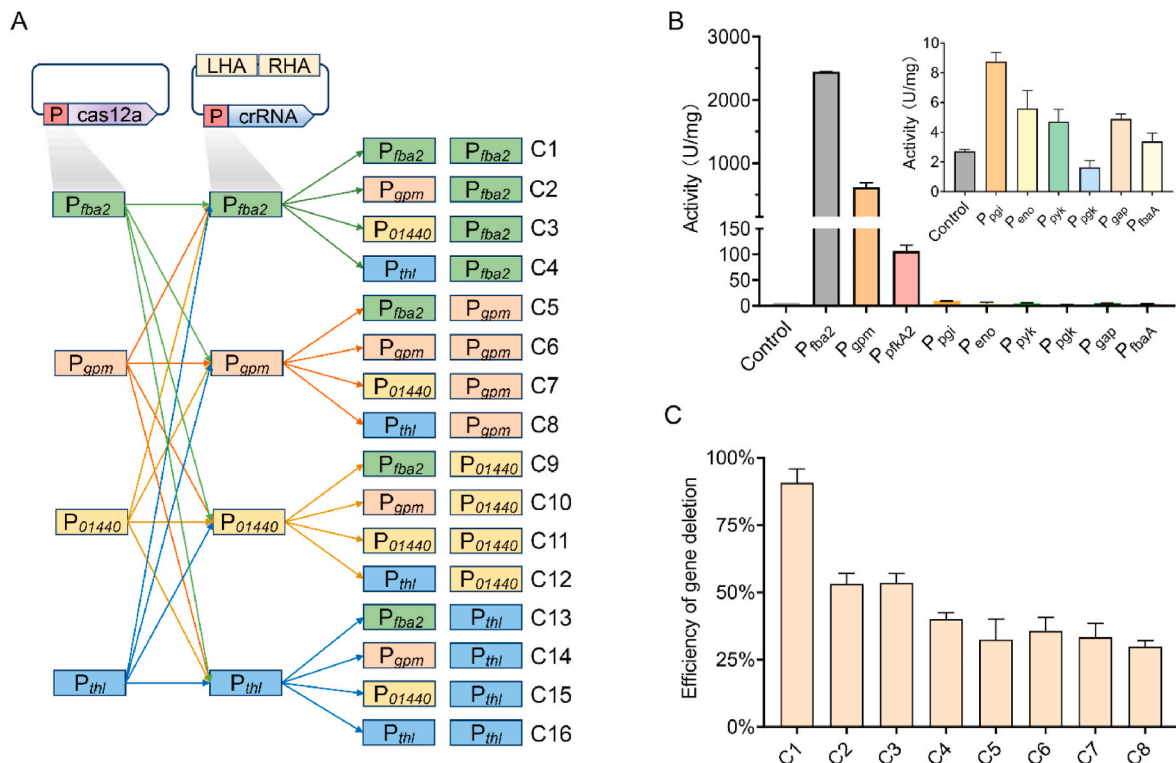 A
LHA RHA
P cas12a
P crRNA
Pfba2 Pfba2
Pgpm Pgpm
P01440 P01440
Pthl Pthl
Pfba2 Pfba2 C1
Pgpm Pfba2 C2
P01440 Pfba2 C3
Pthl Pfba2 C4
Pfba2 Pgpm C5
Pgpm Pgpm C6
P01440 Pgpm C7
Pthl Pgpm C8
Pfba2 P01440 C9
Pgpm P01440 C10
P01440 P01440 C11
Pthl P01440 C12
Pfba2 Pthl C13
Pgpm Pthl C14
P01440 Pthl C15
Pthl Pthl C16
B
Activity (U/mg)
3000
2500
2000
1500
1000
500
100
50
0
Control Pfba2 Pgpm PpfkA2 Ppgi Peno Ppyk Ppgk Pgap PfbaA
Activity (U/mg)
10
8
6
4
2
0
Control Ppgi Peno Ppyk Ppgk Pgap PfbaA
C
Efficiency of gene deletion
100%
75%
50%
25%
0%
C1 C2 C3 C4 C5 C6 C7 C8